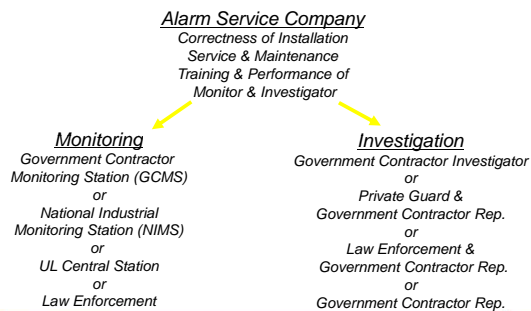 Alarm Service Company
Correctness of Installation
Service & Maintenance
Training & Performance of
Monitor & Investigator
Monitoring
Government Contractor
Monitoring Station (GCMS)
or
National Industrial
Monitoring Station (NIMS)
or
UL Central Station
or
Law Enforcement
Investigation
Government Contractor Investigator
or
Private Guard &
Government Contractor Rep.
or
Law Enforcement &
Government Contractor Rep.
or
Government Contractor Rep.